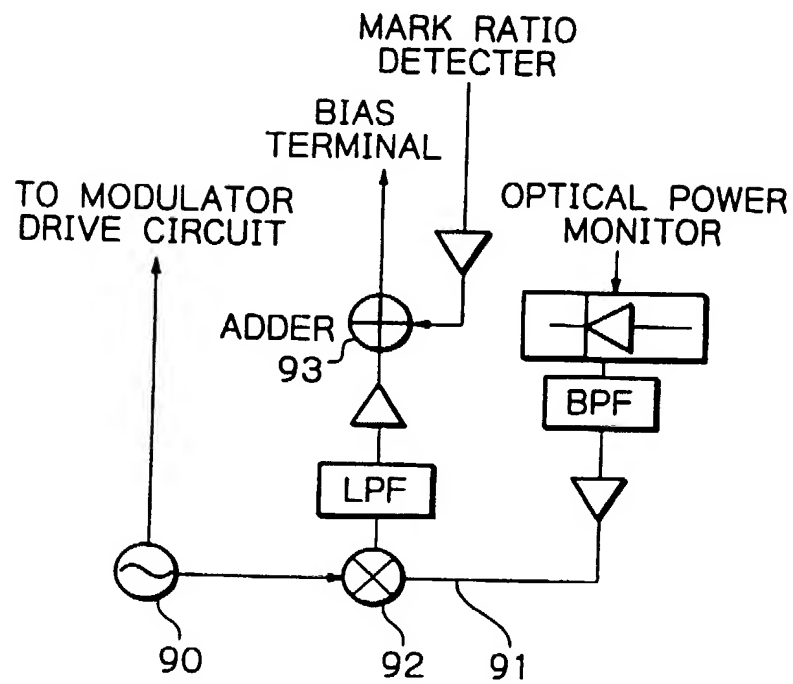 MARK RATIO
DETECTER
BIAS
TERMINAL
TO MODULATOR
DRIVE CIRCUIT
OPTICAL POWER
MONITOR
ADDER
93
BPF
LPF
90
92
91